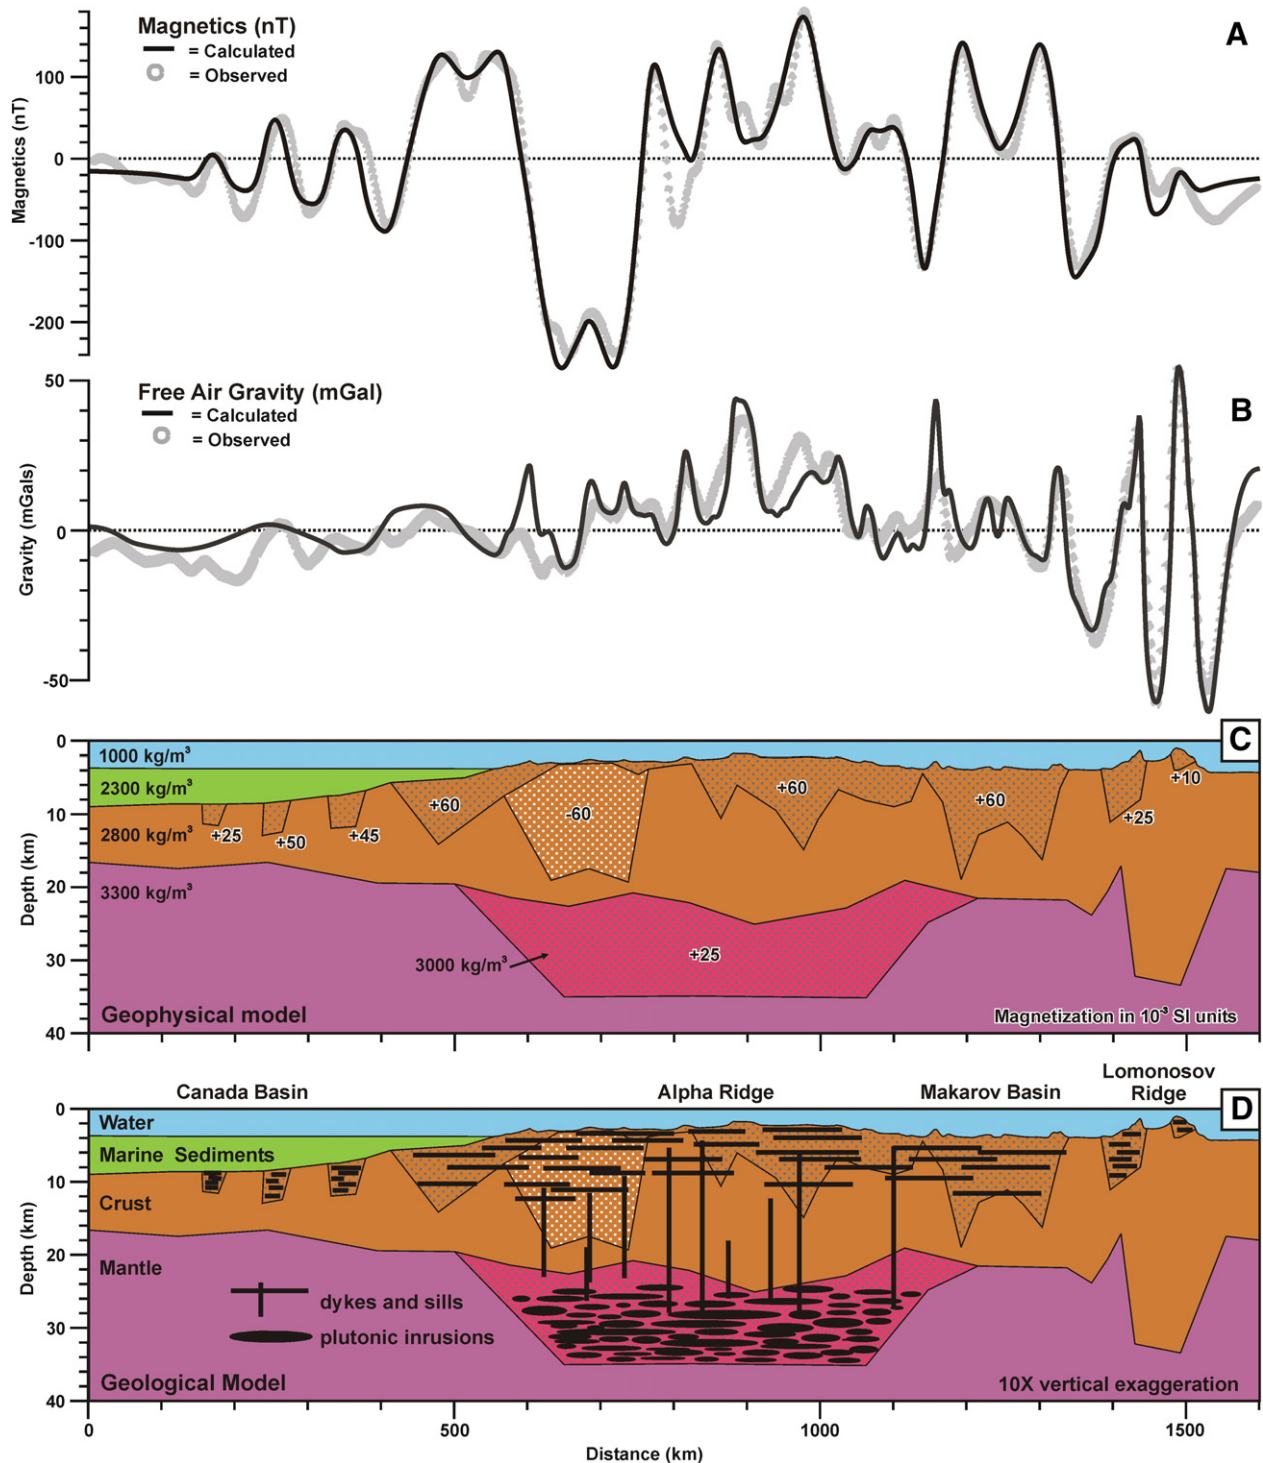 A
Magnetics (nT)
= Calculated
= Observed
100
0
-100
-200
Magnetics (nT)
B
Free Air Gravity (mGal)
= Calculated
= Observed
50
0
-50
Gravity (mGals)
C
0
10
20
30
40
Depth (km)
1000 kg/m³
2300 kg/m³
2800 kg/m³
3300 kg/m³
+25
+50
+45
+60
-60
+60
+60
+25
+10
3000 kg/m³
+25
Geophysical model
Magnetization in 10⁻³ SI units
Canada Basin
Alpha Ridge
Makarov Basin
Lomonosov
Ridge
D
0
10
20
30
40
Depth (km)
Water
Marine Sediments
Crust
Mantle
dykes and sills
plutonic inrusions
Geological Model
10X vertical exaggeration
0
500
1000
1500
Distance (km)